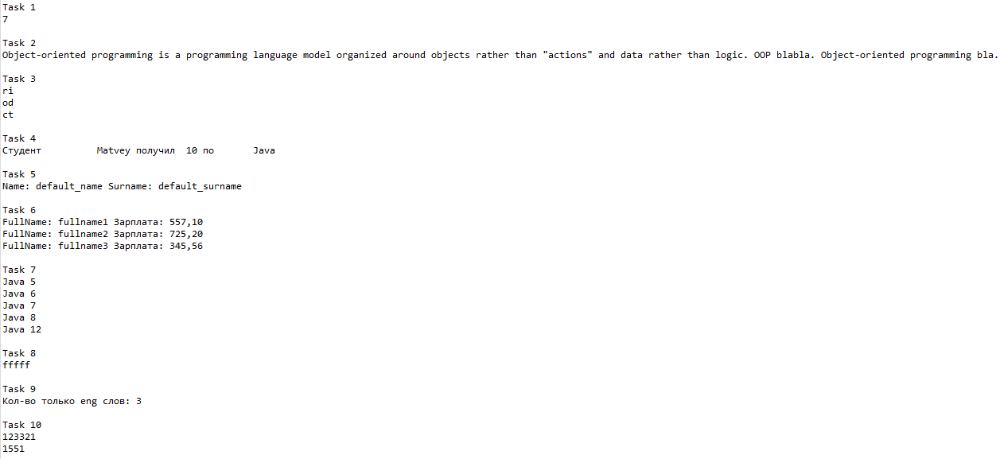 Task 1
7
Task 2
Object-oriented programming is a programming language model organized around objects rather than "actions" and data rather than logic. OOP blabla. Object-oriented programming bla.
Task 3
ri
od
ct
Task 4
Студент          Matvey получил  10 по       Java
Task 5
Name: default_name Surname: default_surname
Task 6
FullName: fullname1 Зарплата: 557,10
FullName: fullname2 Зарплата: 725,20
FullName: fullname3 Зарплата: 345,56
Task 7
Java 5
Java 6
Java 7
Java 8
Java 12
Task 8
fffff
Task 9
Кол-во только eng слов: 3
Task 10
123321
1551